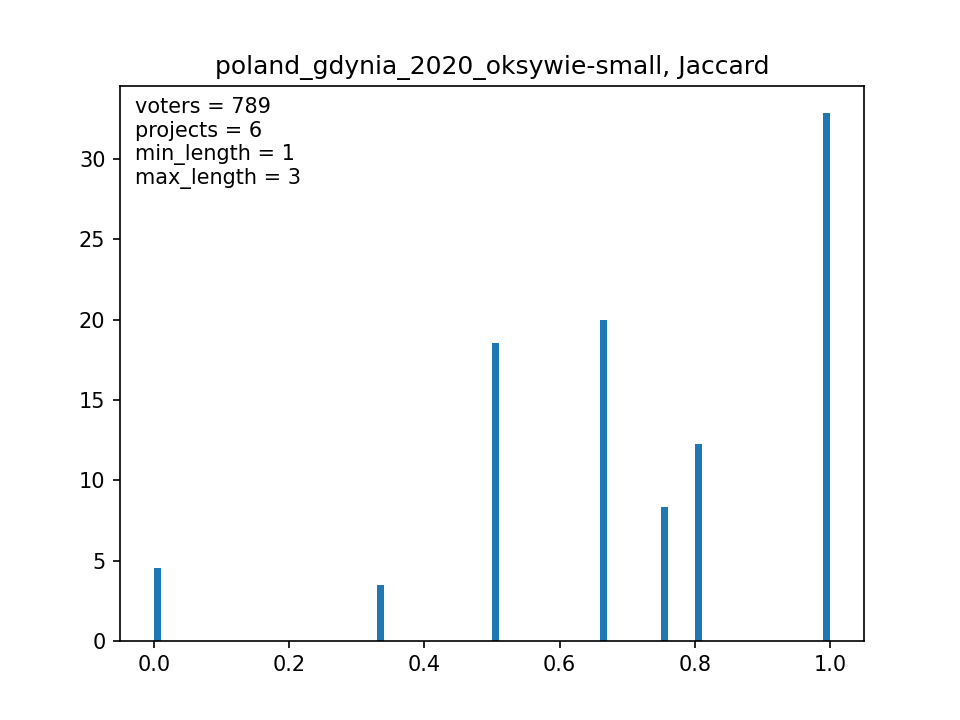 poland_gdynia_2020_oksywie-small, Jaccard
voters = 789
projects = 6
min_length = 1
max_length = 3
30
25
20
15
10
5
0
0.0 0.2 0.4 0.6 0.8 1.0